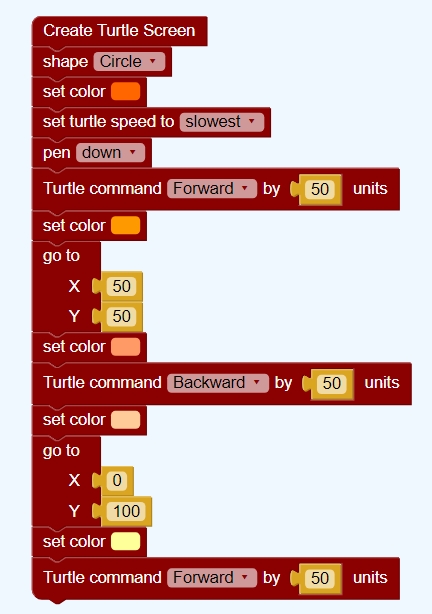 Create Turtle Screen
shape Circle
set color
set turtle speed to slowest
pen down
Turtle command Forward by 50 units
set color
go to
X 50
Y 50
set color
Turtle command Backward by 50 units
set color
go to
X 0
Y 100
set color
Turtle command Forward by 50 units